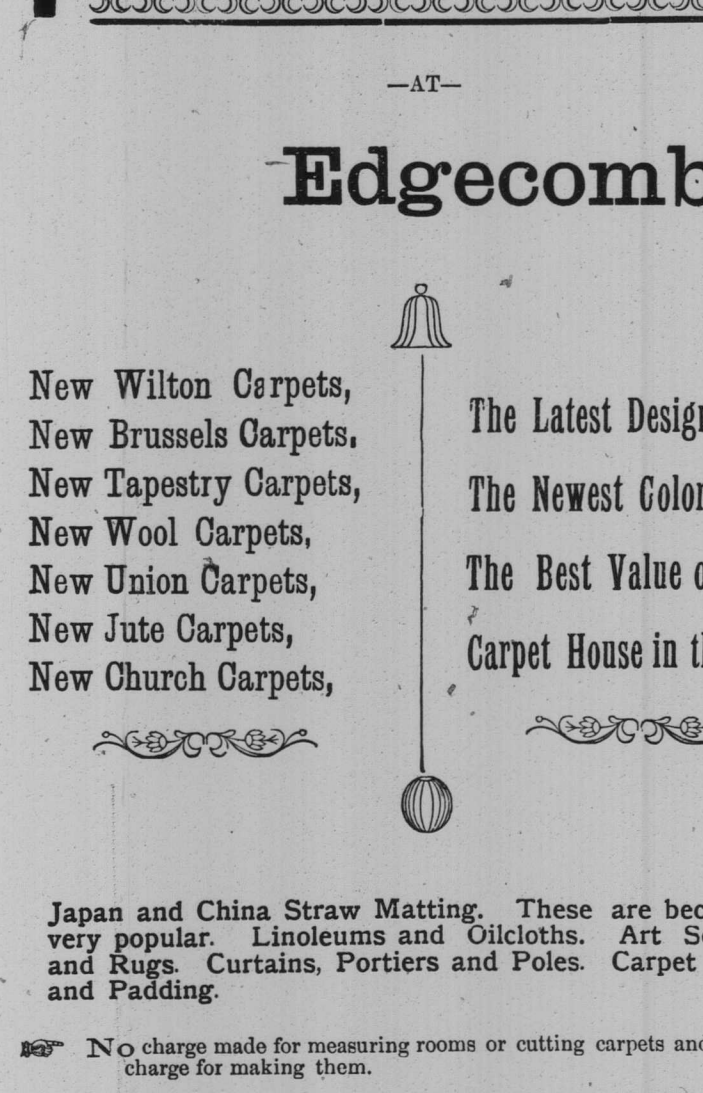 —AT—
Edgecomb
New Wilton Carpets,
New Brussels Carpets.
New Tapestry Carpets,
New Wool Carpets,
New Union Carpets,
New Jute Carpets,
New Church Carpets,
The Latest Design
The Newest Color
The Best Value o
Carpet House in th
Japan and China Straw Matting. These are bec
very popular. Linoleums and Oilcloths. Art S
and Rugs. Curtains, Portiers and Poles. Carpet
and Padding.
☞ No charge made for measuring rooms or cutting carpets and
charge for making them.